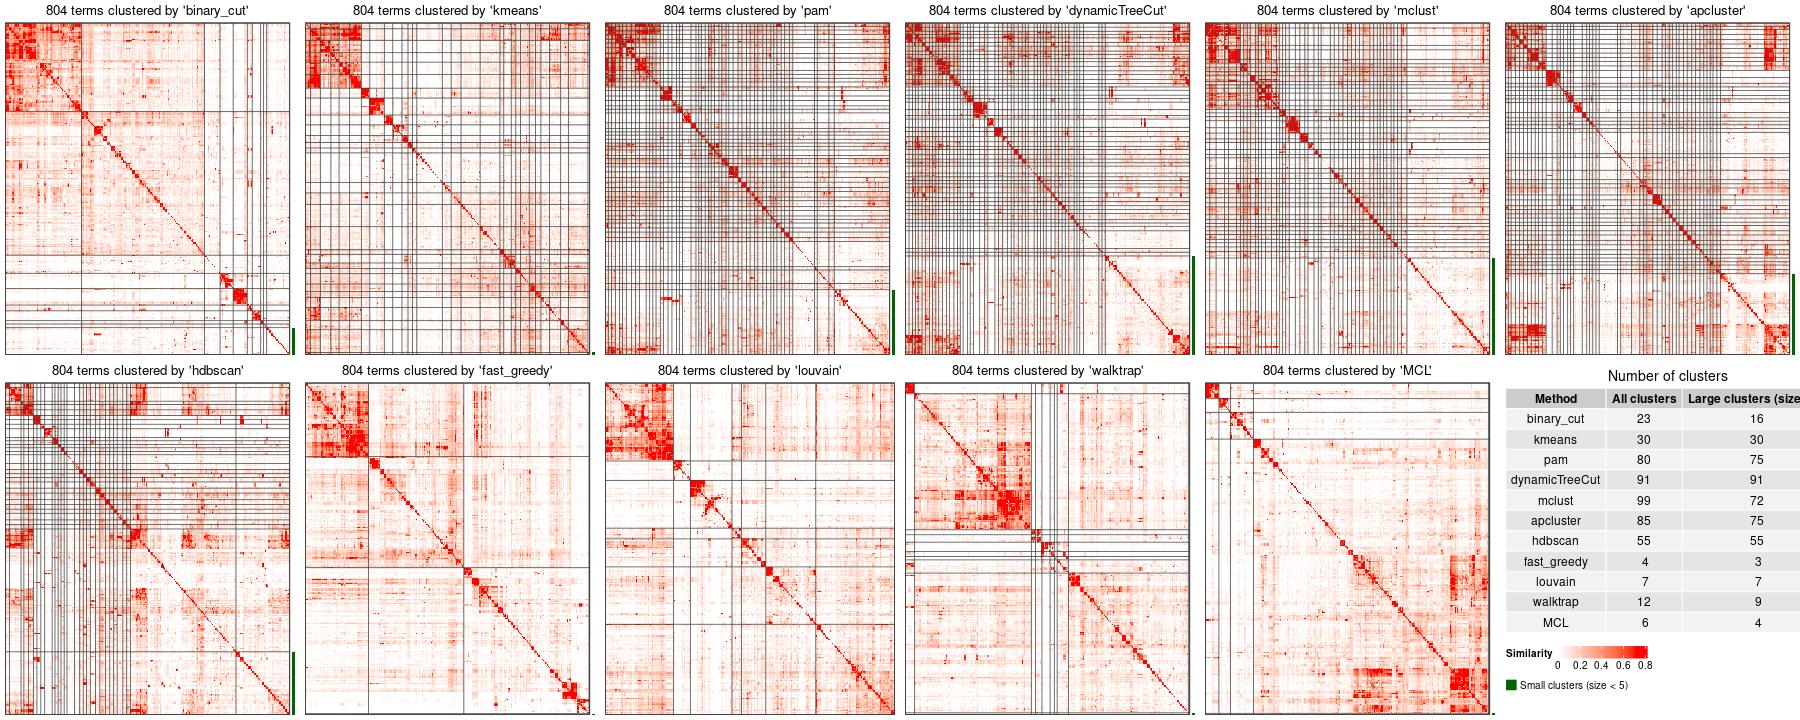 804 terms clustered by 'binary_cut'
804 terms clustered by 'kmeans'
804 terms clustered by 'pam'
804 terms clustered by 'dynamicTreeCut'
804 terms clustered by 'mclust'
804 terms clustered by 'apcluster'
804 terms clustered by 'hdbscan'
804 terms clustered by 'fast_greedy'
804 terms clustered by 'louvain'
804 terms clustered by 'walktrap'
804 terms clustered by 'MCL'
Number of clusters
Method All clusters Large clusters (size
binary_cut 23 16
kmeans 30 30
pam 80 75
dynamicTreeCut 91 91
mclust 99 72
apcluster 85 75
hdbscan 55 55
fast_greedy 4 3
louvain 7 7
walktrap 12 9
MCL 6 4
Similarity
0 0.2 0.4 0.6 0.8
Small clusters (size < 5)